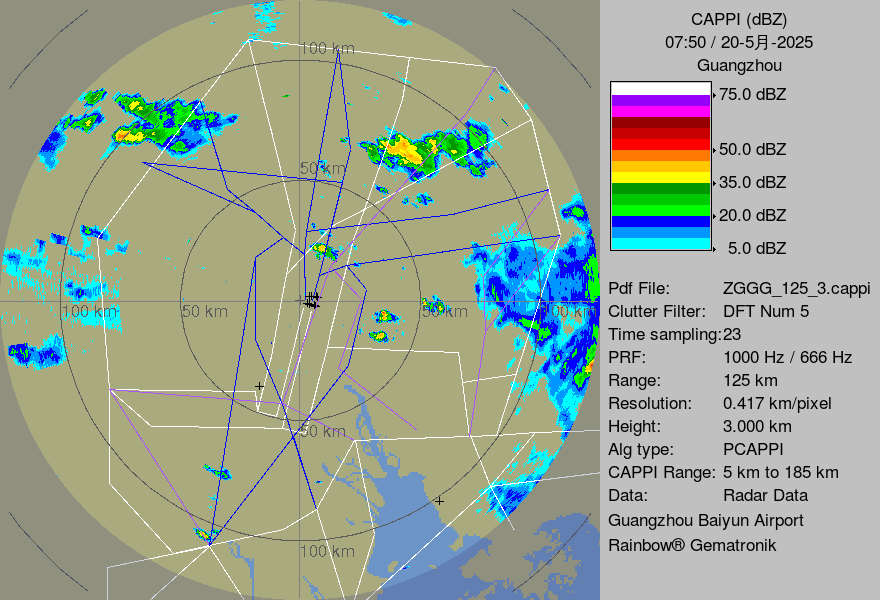 CAPPI (dBZ)
07:50 / 20-5月-2025
Guangzhou
75.0 dBZ
50.0 dBZ
35.0 dBZ
20.0 dBZ
5.0 dBZ
Pdf File: ZGGG_125_3.cappi
Clutter Filter: DFT Num 5
Time sampling:23
PRF: 1000 Hz / 666 Hz
Range: 125 km
Resolution: 0.417 km/pixel
Height: 3.000 km
Alg type: PCAPPI
CAPPI Range: 5 km to 185 km
Data: Radar Data
Guangzhou Baiyun Airport
Rainbow® Gematronik
100 km
50 km
100 km
50 km
50 km
100 km
50 km
100 km